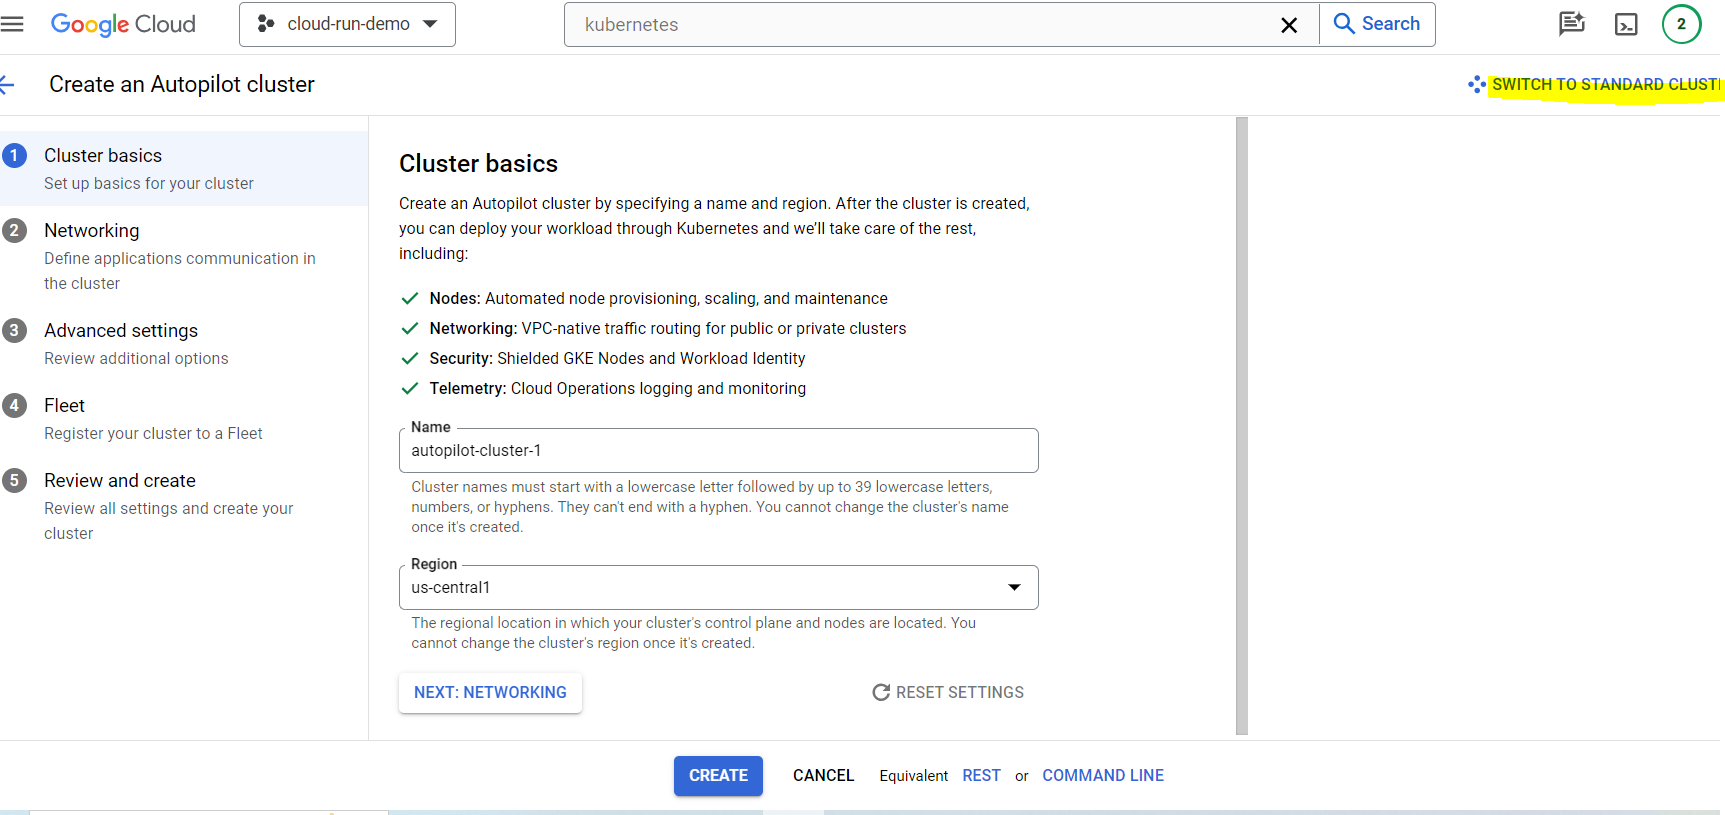 Google Cloud
cloud-run-demo
kubernetes
Search
2
Create an Autopilot cluster
SWITCH TO STANDARD CLUST
1
Cluster basics
Set up basics for your cluster
2
Networking
Define applications communication in
the cluster
3
Advanced settings
Review additional options
4
Fleet
Register your cluster to a Fleet
5
Review and create
Review all settings and create your
cluster
Cluster basics
Create an Autopilot cluster by specifying a name and region. After the cluster is created,
you can deploy your workload through Kubernetes and we’ll take care of the rest,
including:
Nodes: Automated node provisioning, scaling, and maintenance
Networking: VPC-native traffic routing for public or private clusters
Security: Shielded GKE Nodes and Workload Identity
Telemetry: Cloud Operations logging and monitoring
Name
autopilot-cluster-1
Cluster names must start with a lowercase letter followed by up to 39 lowercase letters,
numbers, or hyphens. They can't end with a hyphen. You cannot change the cluster's name
once it's created.
Region
us-central1
The regional location in which your cluster's control plane and nodes are located. You
cannot change the cluster's region once it's created.
NEXT: NETWORKING
RESET SETTINGS
CREATE
CANCEL
Equivalent REST or COMMAND LINE